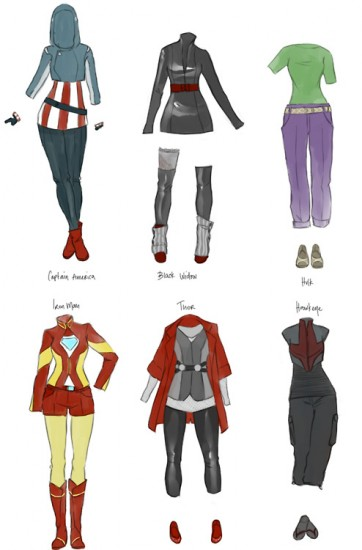 Captain America
Black Widow
Hulk
Iron Man
Thor
Hawkeye